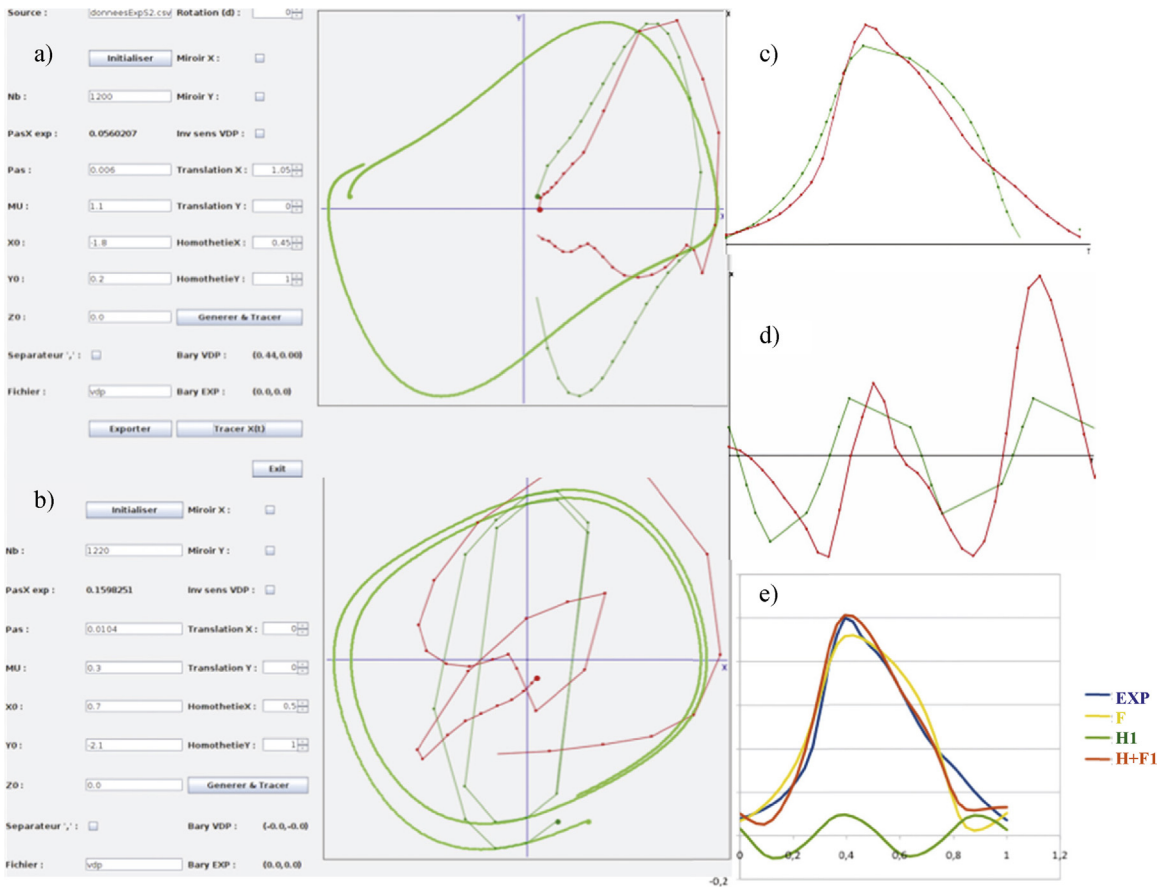 Source : donneesExpS2.csv Rotation (d) : 0
a)
Initialiser Miroir X :
Nb : 1200 Miroir Y :
PasX exp : 0.0560207 Inv sens VDP :
Pas : 0.006 Translation X : 1.05
MU : 1.1 Translation Y : 0
X0 : -1.8 HomothetieX : 0.45
Y0 : 0.2 HomothetieY : 1
Z0 : 0.0 Generer & Tracer
Separateur ',' : Bary VDP : (0.44,0.00)
Fichier : vdp Bary EXP : (0.0,0.0)
Exporter Tracer X(t)
Exit
Y
X
b)
Initialiser Miroir X :
Nb : 1220 Miroir Y :
PasX exp : 0.1598251 Inv sens VDP :
Pas : 0.0104 Translation X : 0
MU : 0.3 Translation Y : 0
X0 : 0.7 HomothetieX : 0.5
Y0 : -2.1 HomothetieY : 1
Z0 : 0.0 Generer & Tracer
Separateur ',' : Bary VDP : (-0.0,-0.0)
Fichier : vdp Bary EXP : (0.0,0.0)
X
c)
T
d)
e)
EXP
F
H1
H+F1
0 0,2 0,4 0,6 0,8 1 1,2
-0,2